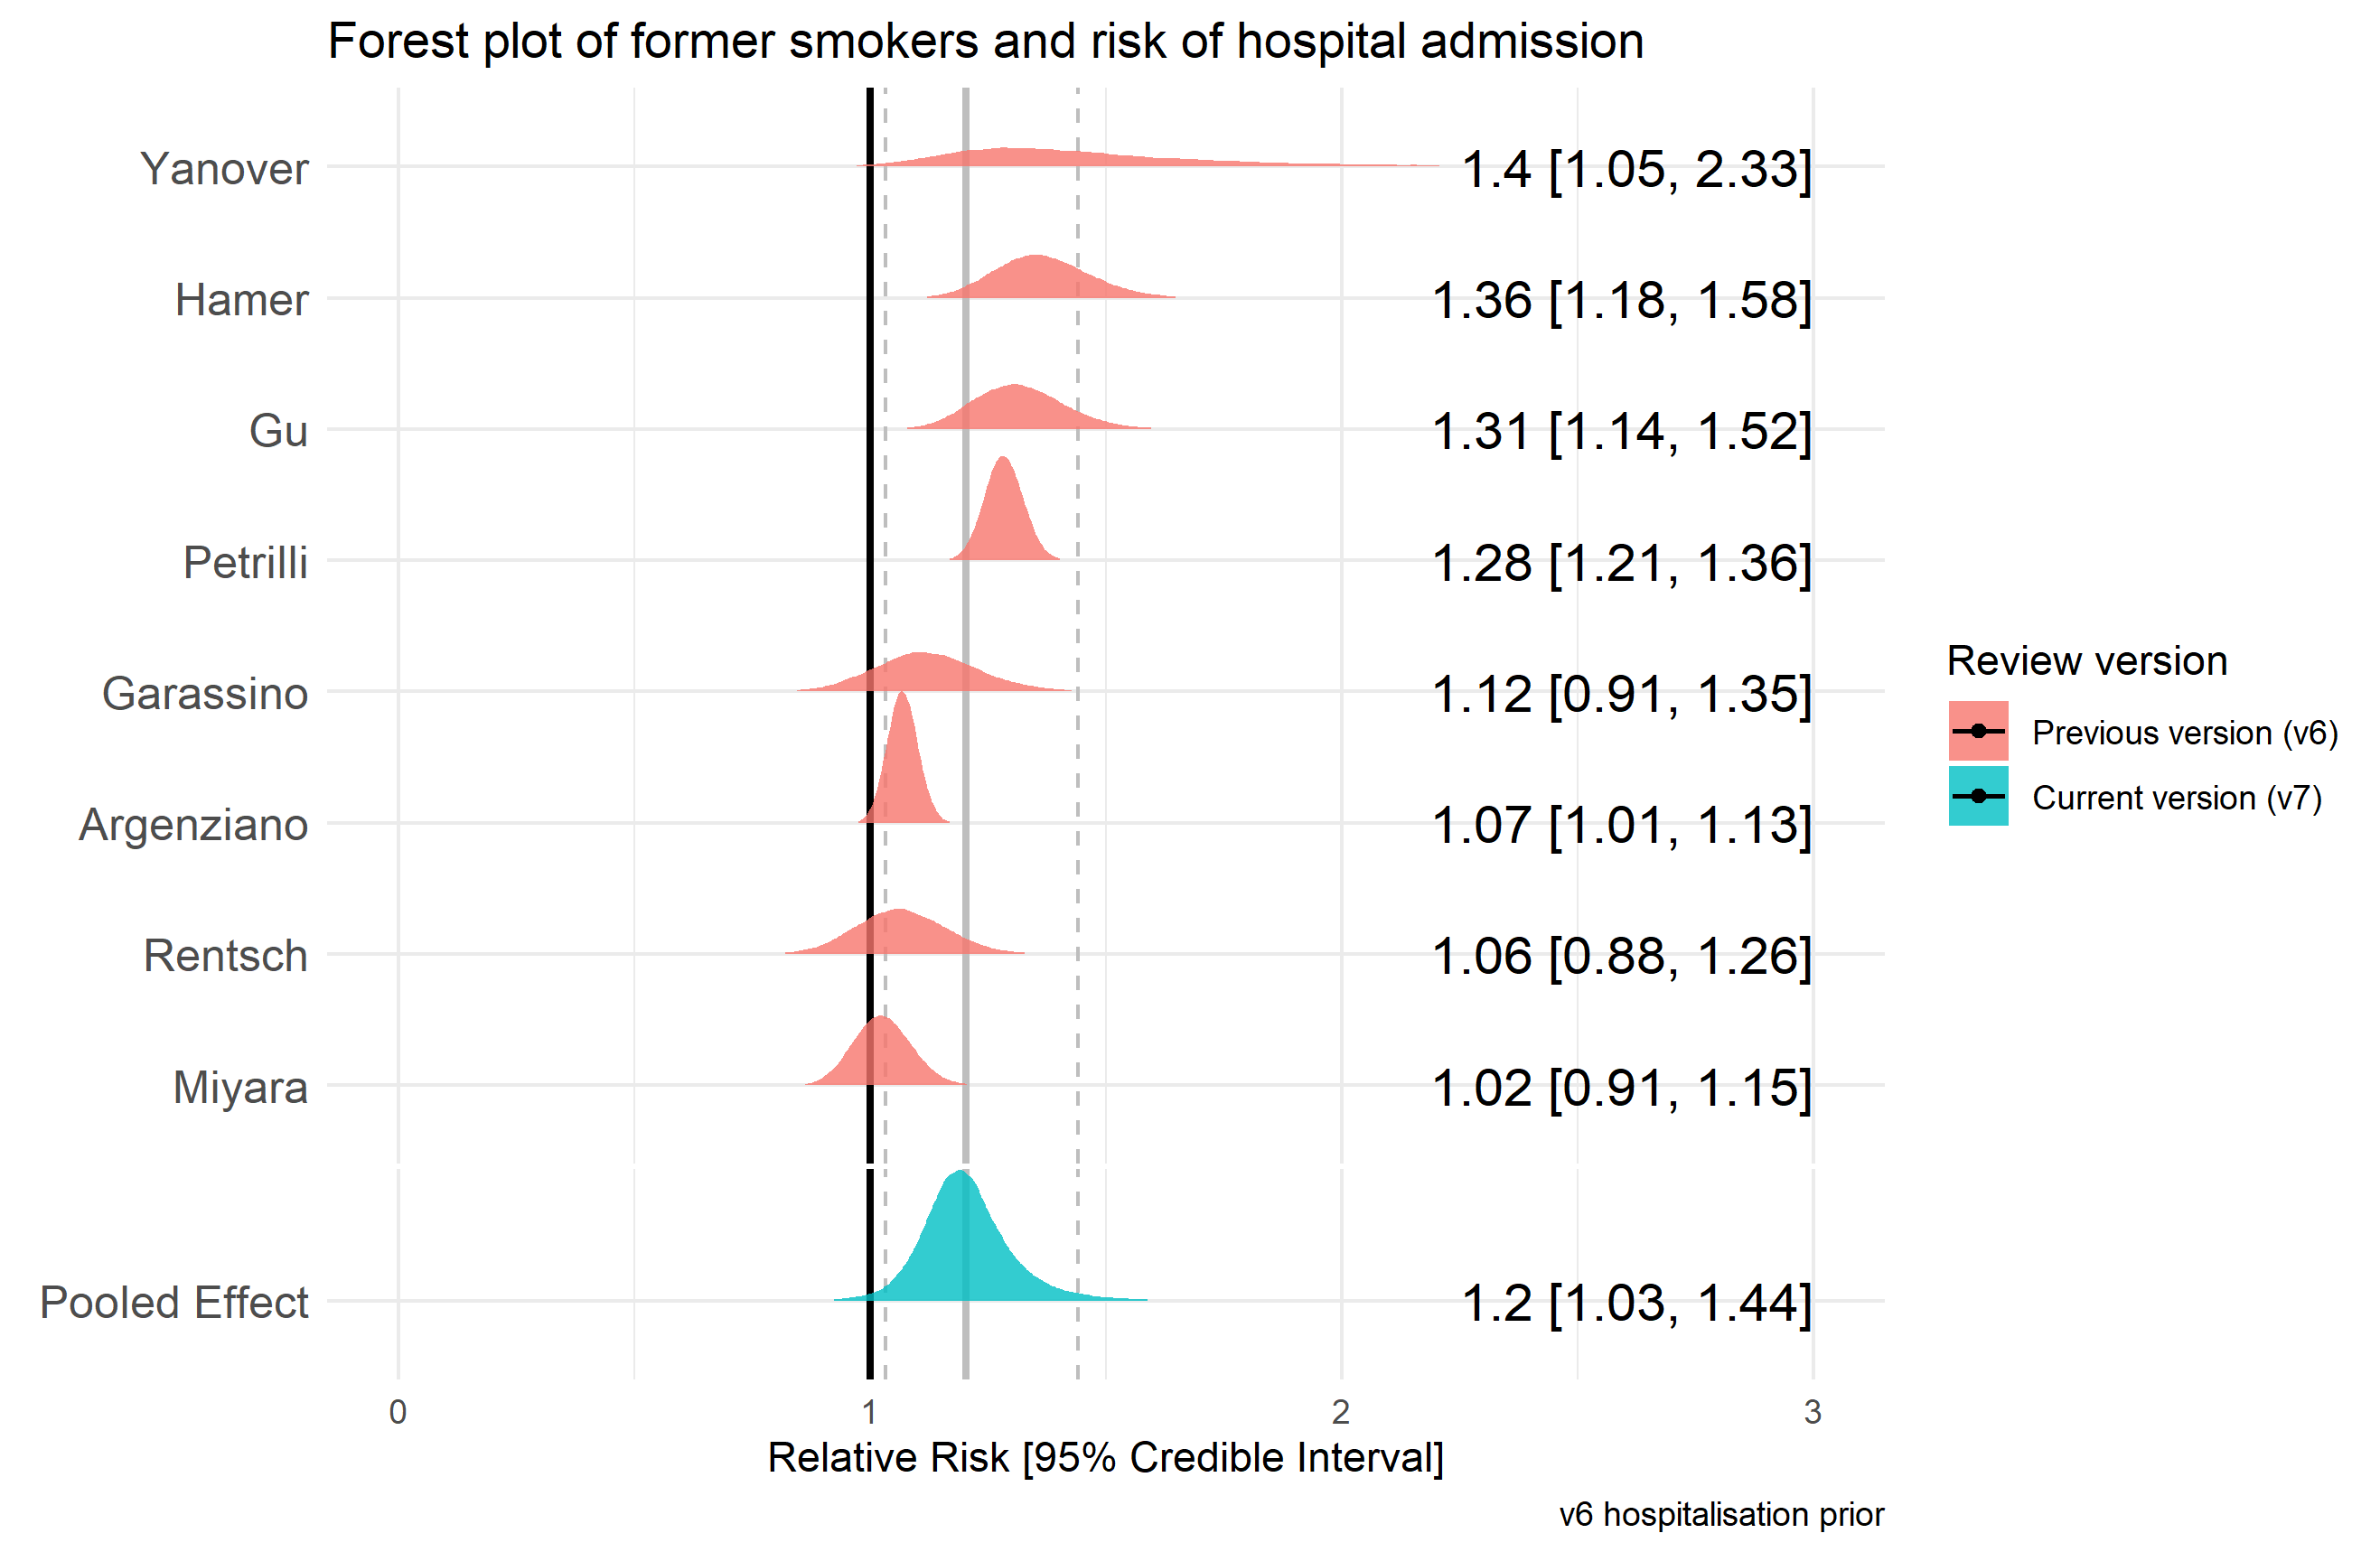 Forest plot of former smokers and risk of hospital admission
Yanover 1.4 [1.05, 2.33]
Hamer 1.36 [1.18, 1.58]
Gu 1.31 [1.14, 1.52]
Petrilli 1.28 [1.21, 1.36]
Garassino 1.12 [0.91, 1.35]
Argenziano 1.07 [1.01, 1.13]
Rentsch 1.06 [0.88, 1.26]
Miyara 1.02 [0.91, 1.15]
Pooled Effect 1.2 [1.03, 1.44]
0 1 2 3
Relative Risk [95% Credible Interval]
v6 hospitalisation prior
Review version
Previous version (v6)
Current version (v7)